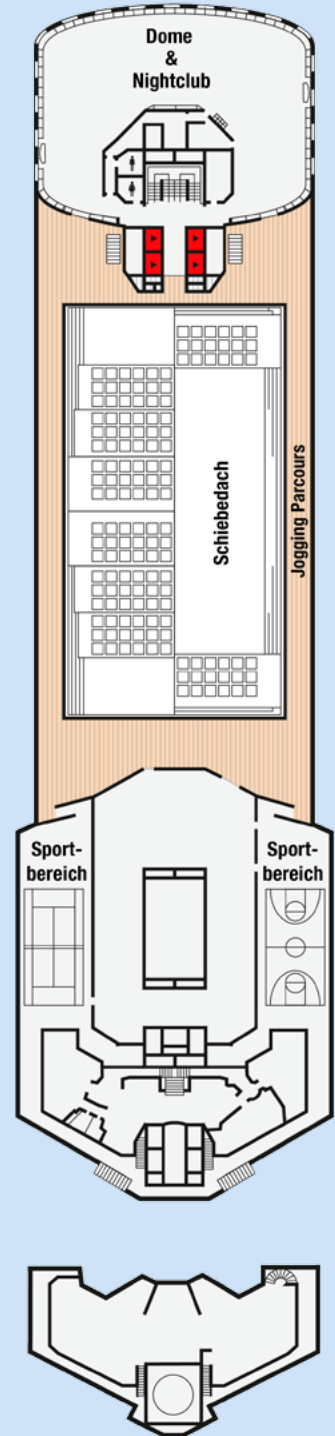 Dome
&
Nightclub
Schiebedach
Jogging Parcours
Sport-
bereich
Sport-
bereich